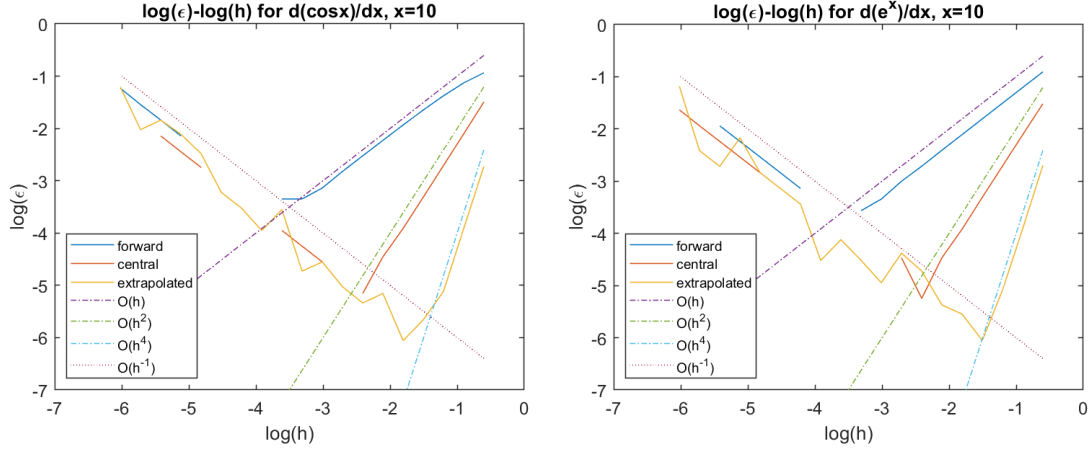 log(ϵ)-log(h) for d(cosx)/dx, x=10
0
-1
-2
-3
-4
-5
-6
-7
log(ϵ)
forward
central
extrapolated
O(h)
O(h²)
O(h⁴)
O(h⁻¹)
-7 -6 -5 -4 -3 -2 -1 0
log(h)
log(ϵ)-log(h) for d(eˣ)/dx, x=10
0
-1
-2
-3
-4
-5
-6
-7
log(ϵ)
forward
central
extrapolated
O(h)
O(h²)
O(h⁴)
O(h⁻¹)
-7 -6 -5 -4 -3 -2 -1 0
log(h)